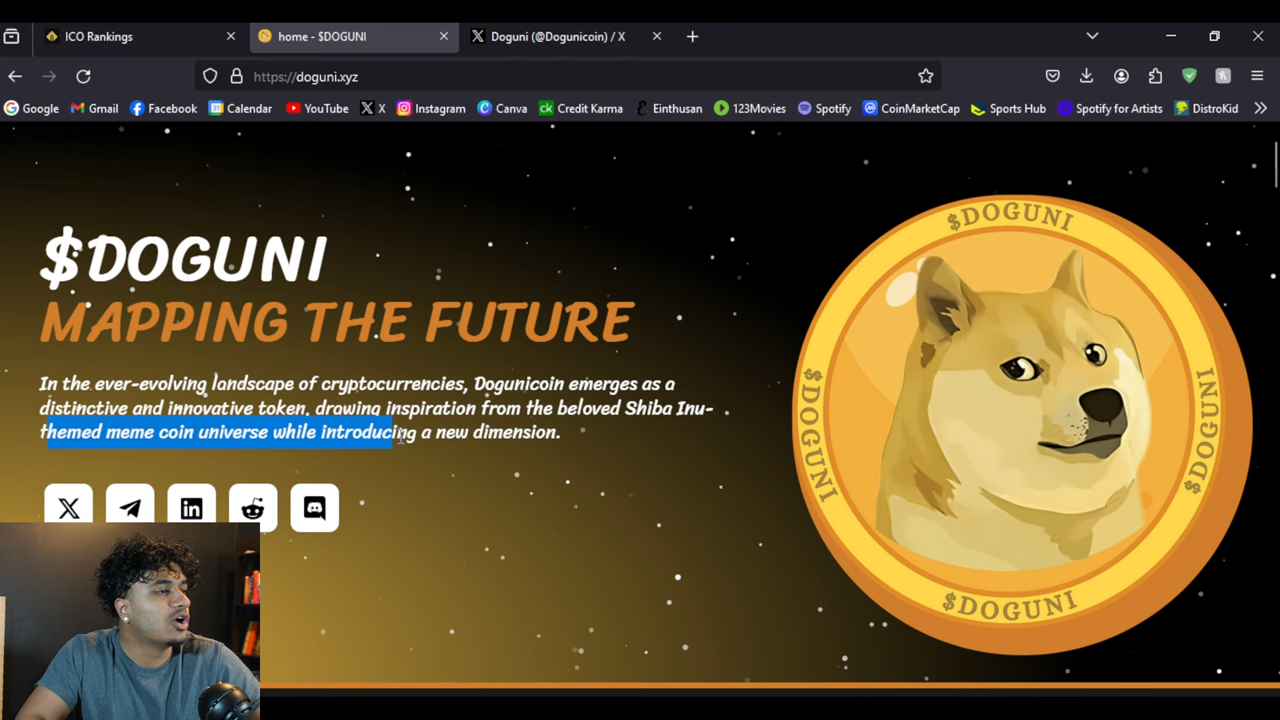 ICO Rankings
home - $DOGUNI
Doguni (@Dogunicoin) / X
https://doguni.xyz
Google
Gmail
Facebook
Calendar
YouTube
X
Instagram
Canva
ck Credit Karma
Einthusan
123Movies
Spotify
CoinMarketCap
Sports Hub
Spotify for Artists
DistroKid
$DOGUNI
MAPPING THE FUTURE
In the ever-evolving landscape of cryptocurrencies, Dogunicoin emerges as a
distinctive and innovative token, drawing inspiration from the beloved Shiba Inu-
themed meme coin universe while introducing a new dimension.
$DOGUNI
$DOGUNI
$DOGUNI
$DOGUNI